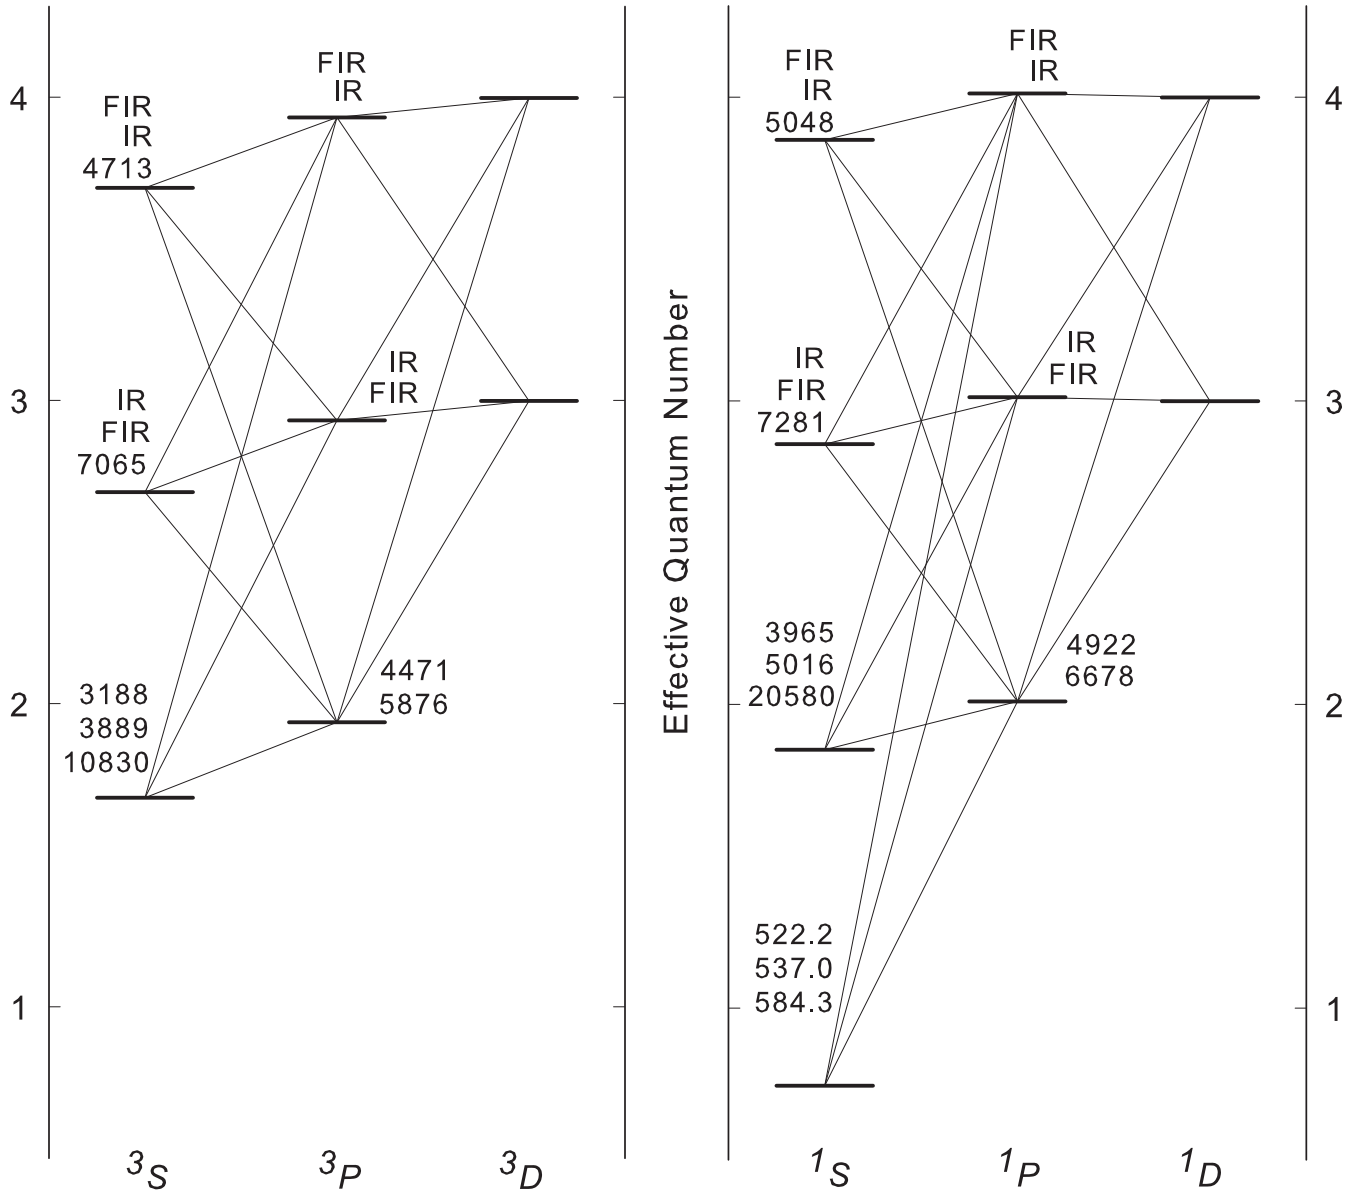 4
3
2
1
FIR
IR
4713
FIR
IR
IR
FIR
7065
IR
FIR
3188
3889
10830
4471
5876
3S
3P
3D
Effective Quantum Number
FIR
IR
5048
FIR
IR
IR
FIR
7281
IR
FIR
3965
5016
20580
4922
6678
522.2
537.0
584.3
1S
1P
1D
4
3
2
1